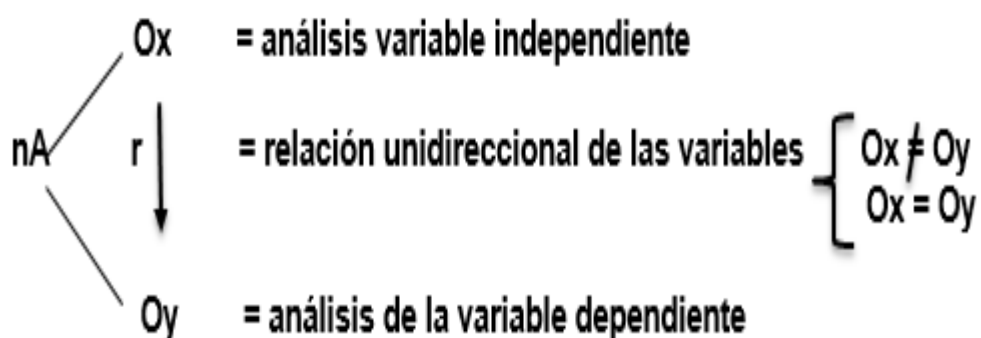 Ox = análisis variable independiente
nA r = relación unidireccional de las variables Ox ≠ Oy
Ox = Oy
Oy = análisis de la variable dependiente